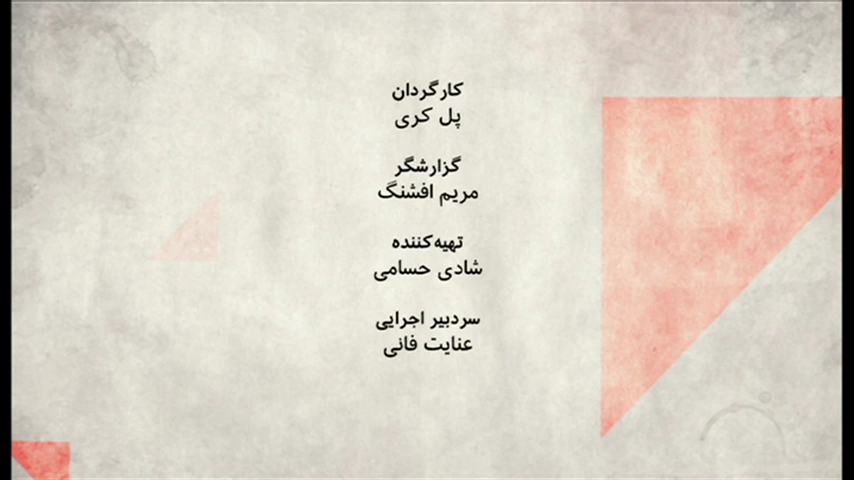 کارگردان
پل کری
گزارشگر
مریم افشنگ
تهیه‌کننده
شادی حسامی
سردبیر اجرایی
عنایت فانی